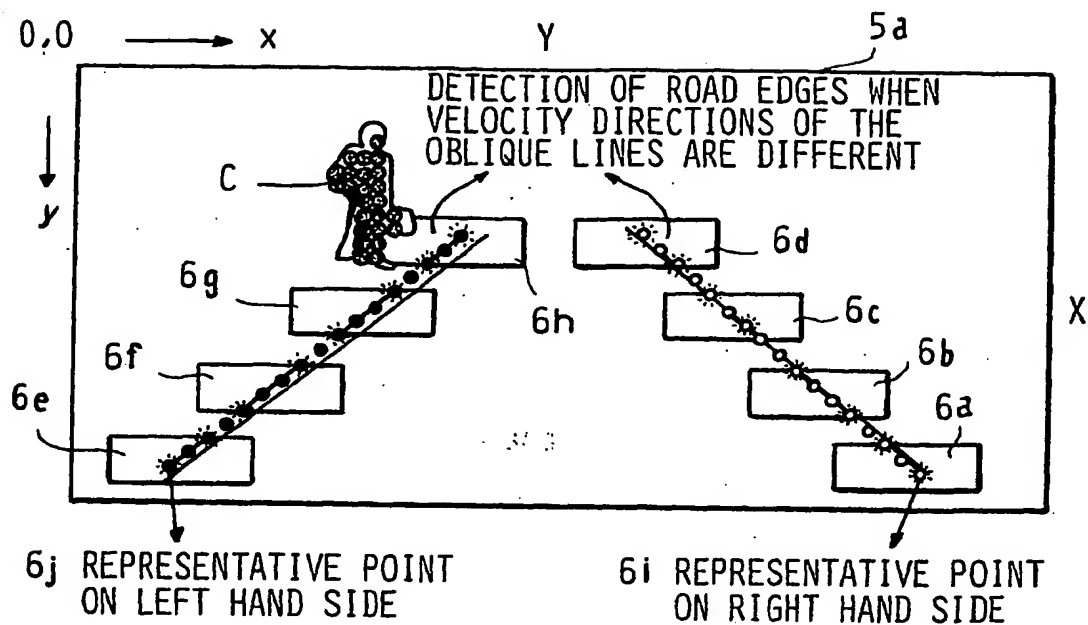 0,0 x Y 5a
DETECTION OF ROAD EDGES WHEN
VELOCITY DIRECTIONS OF THE
OBLIQUE LINES ARE DIFFERENT
y
C
6d
6g
6h
6c
X
6f
6b
6e
6a
6j REPRESENTATIVE POINT
ON LEFT HAND SIDE
6i REPRESENTATIVE POINT
ON RIGHT HAND SIDE